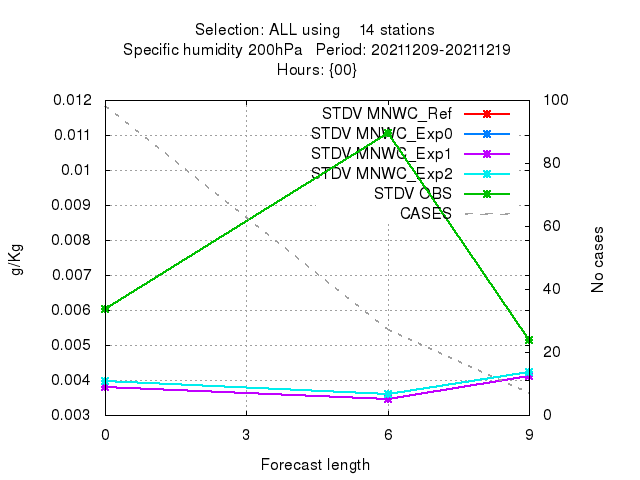 Selection: ALL using 14 stations
Specific humidity 200hPa Period: 20211209-20211219
Hours: {00}
0.012
0.011
0.01
0.009
0.008
0.007
0.006
0.005
0.004
0.003
g/Kg
STDV MNWC_Ref
STDV MNWC_Exp0
STDV MNWC_Exp1
STDV MNWC_Exp2
STDV OBS
CASES
100
80
60
40
20
0
No cases
0 3 6 9
Forecast length